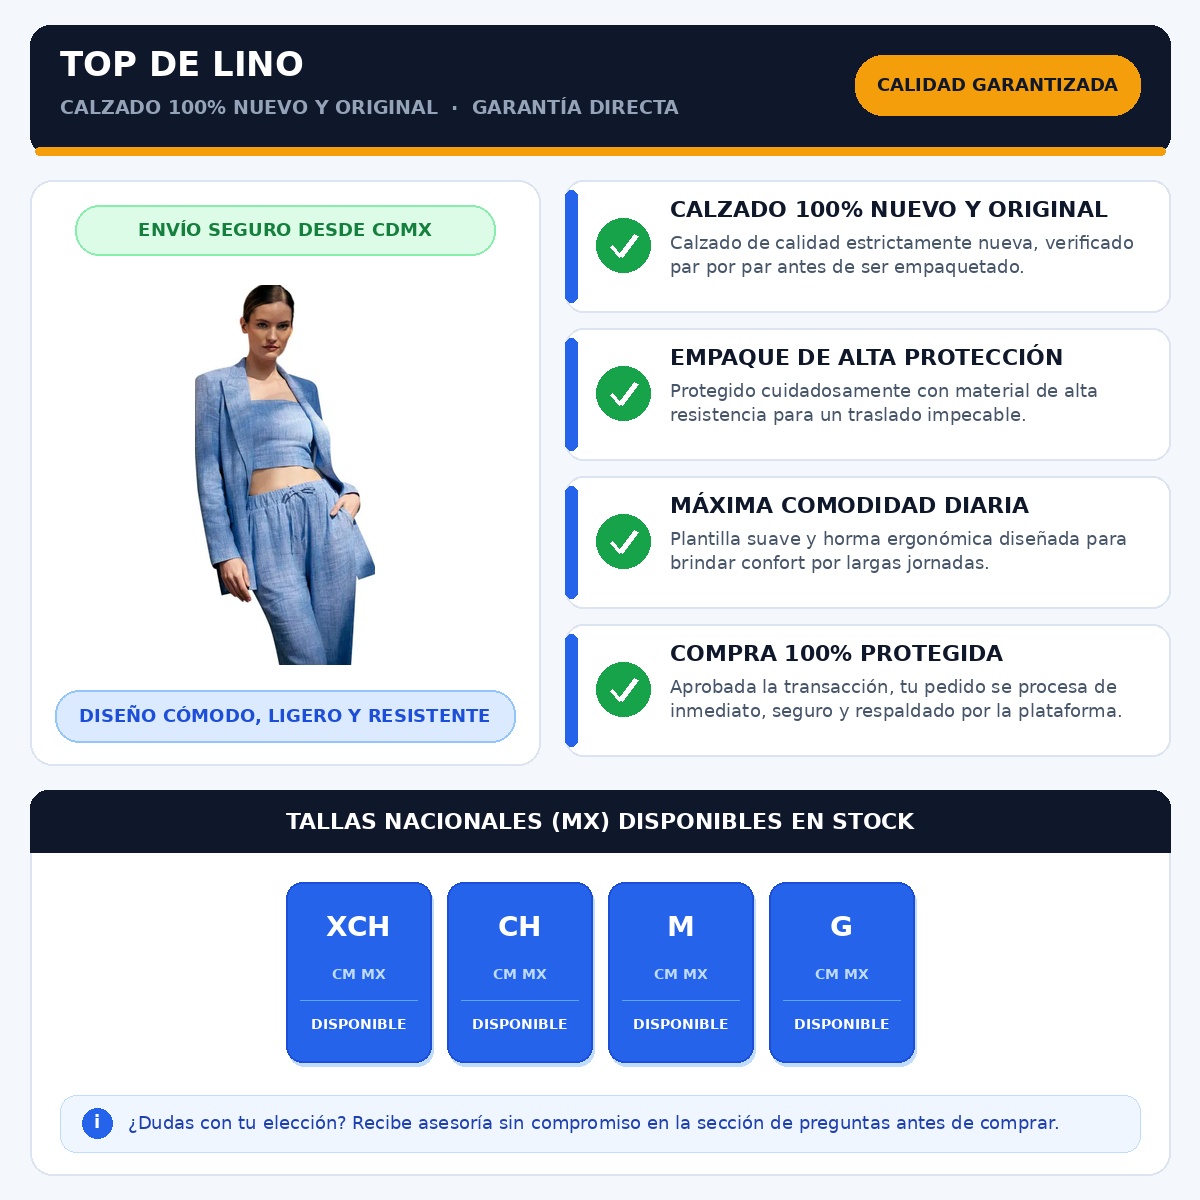 TOP DE LINO
CALZADO 100% NUEVO Y ORIGINAL · GARANTÍA DIRECTA
CALIDAD GARANTIZADA
ENVÍO SEGURO DESDE CDMX
DISEÑO CÓMODO, LIGERO Y RESISTENTE
CALZADO 100% NUEVO Y ORIGINAL
Calzado de calidad estrictamente nueva, verificado
par por par antes de ser empaquetado.
EMPAQUE DE ALTA PROTECCIÓN
Protegido cuidadosamente con material de alta
resistencia para un traslado impecable.
MÁXIMA COMODIDAD DIARIA
Plantilla suave y horma ergonómica diseñada para
brindar confort por largas jornadas.
COMPRA 100% PROTEGIDA
Aprobada la transacción, tu pedido se procesa de
inmediato, seguro y respaldado por la plataforma.
TALLAS NACIONALES (MX) DISPONIBLES EN STOCK
XCH
CM MX
DISPONIBLE
CH
CM MX
DISPONIBLE
M
CM MX
DISPONIBLE
G
CM MX
DISPONIBLE
i ¿Dudas con tu elección? Recibe asesoría sin compromiso en la sección de preguntas antes de comprar.